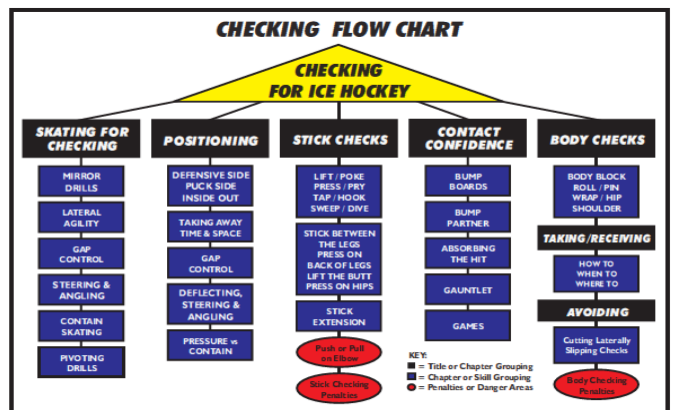 CHECKING FLOW CHART
CHECKING
FOR ICE HOCKEY
SKATING FOR
CHECKING
MIRROR
DRILLS
LATERAL
AGILITY
GAP
CONTROL
STEERING &
ANGLING
CONTAIN
SKATING
PIVOTING
DRILLS
POSITIONING
DEFENSIVE SIDE
PUCK SIDE
INSIDE OUT
TAKING AWAY
TIME & SPACE
GAP
CONTROL
DEFLECTING,
STEERING &
ANGLING
PRESSURE vs
CONTAIN
STICK CHECKS
LIFT / POKE
PRESS / PRY
TAP / HOOK
SWEEP / DIVE
STICK BETWEEN
THE LEGS
PRESS ON
BACK OF LEGS
LIFT THE BUTT
PRESS ON HIPS
STICK
EXTENSION
Push or Pull
on Elbow
Stick Checking
Penalties
CONTACT
CONFIDENCE
BUMP
BOARDS
BUMP
PARTNER
ABSORBING
THE HIT
GAUNTLET
GAMES
BODY CHECKS
BODY BLOCK
ROLL / PIN
WRAP / HIP
SHOULDER
TAKING/RECEIVING
HOW TO
WHEN TO
WHERE TO
AVOIDING
Cutting Laterally
Slipping Checks
Body Checking
Penalties
KEY:
= Title or Chapter Grouping
= Chapter or Skill Grouping
= Penalties or Danger Areas